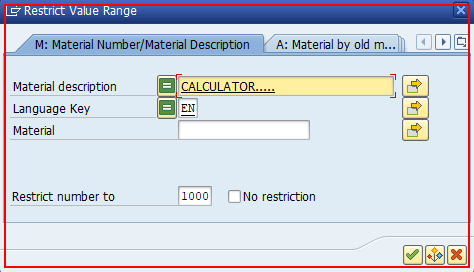 Restrict Value Range
M: Material Number/Material Description
A: Material by old m...
Material description = CALCULATOR.....
Language Key = EN
Material
Restrict number to 1000 No restriction